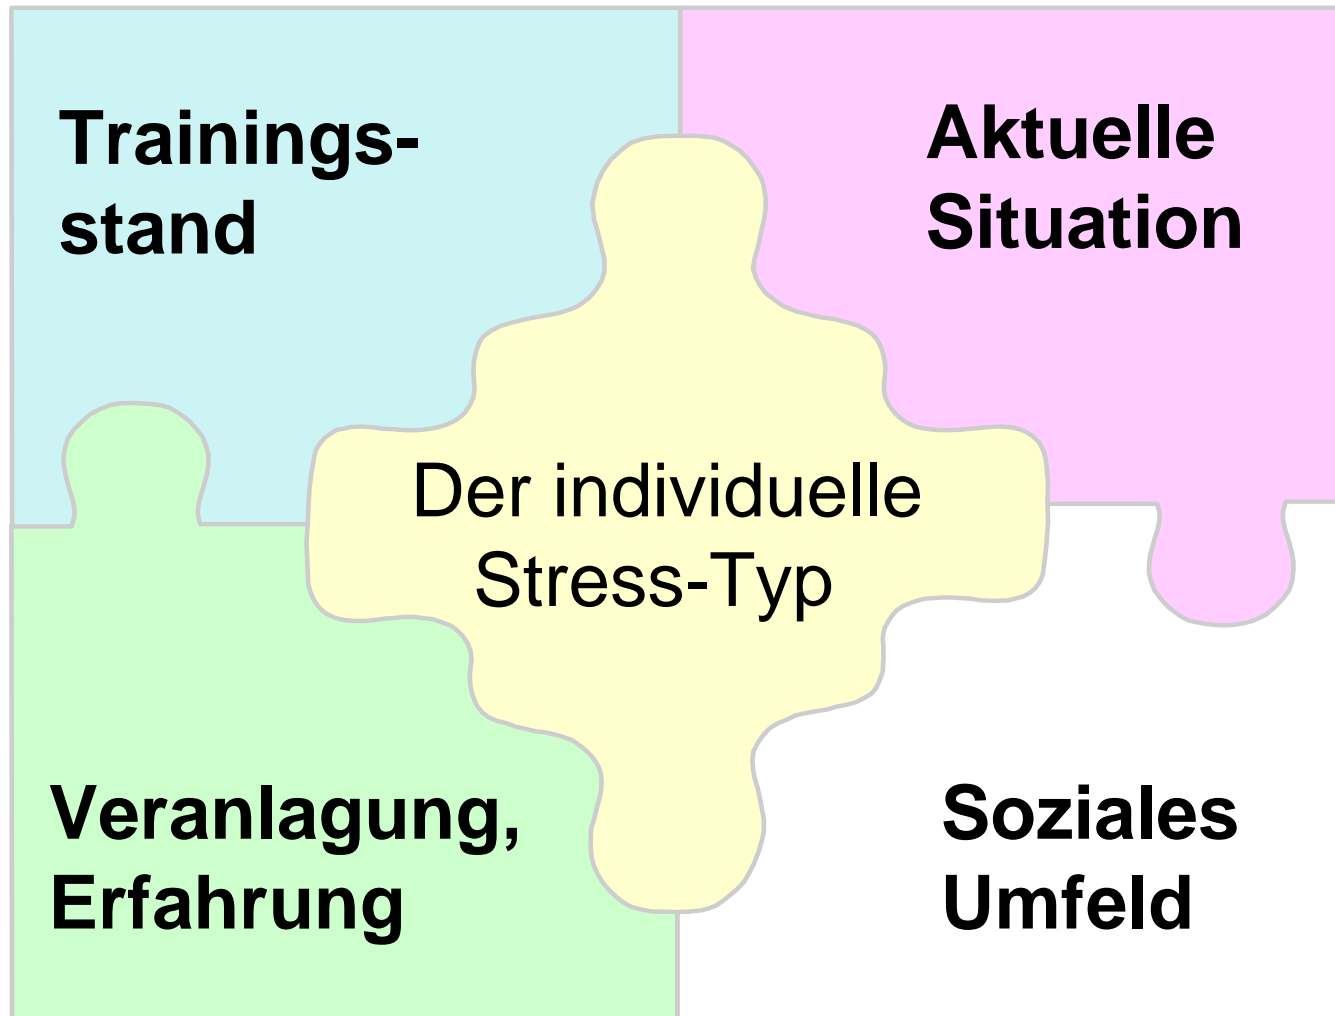 Trainings-
stand
Aktuelle
Situation
Der individuelle
Stress-Typ
Veranlagung,
Erfahrung
Soziales
Umfeld